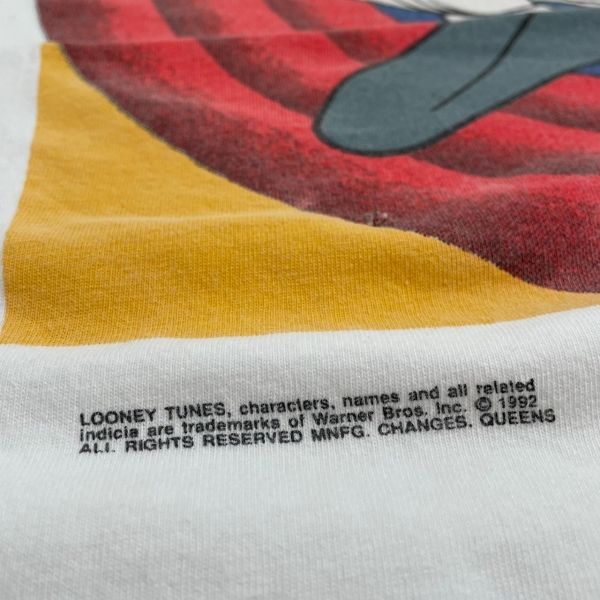 LOONEY TUNES, characters, names and all related
indicia are trademarks of Warner Bros. Inc. © 1992
ALL RIGHTS RESERVED MNFG. CHANGES. QUEENS